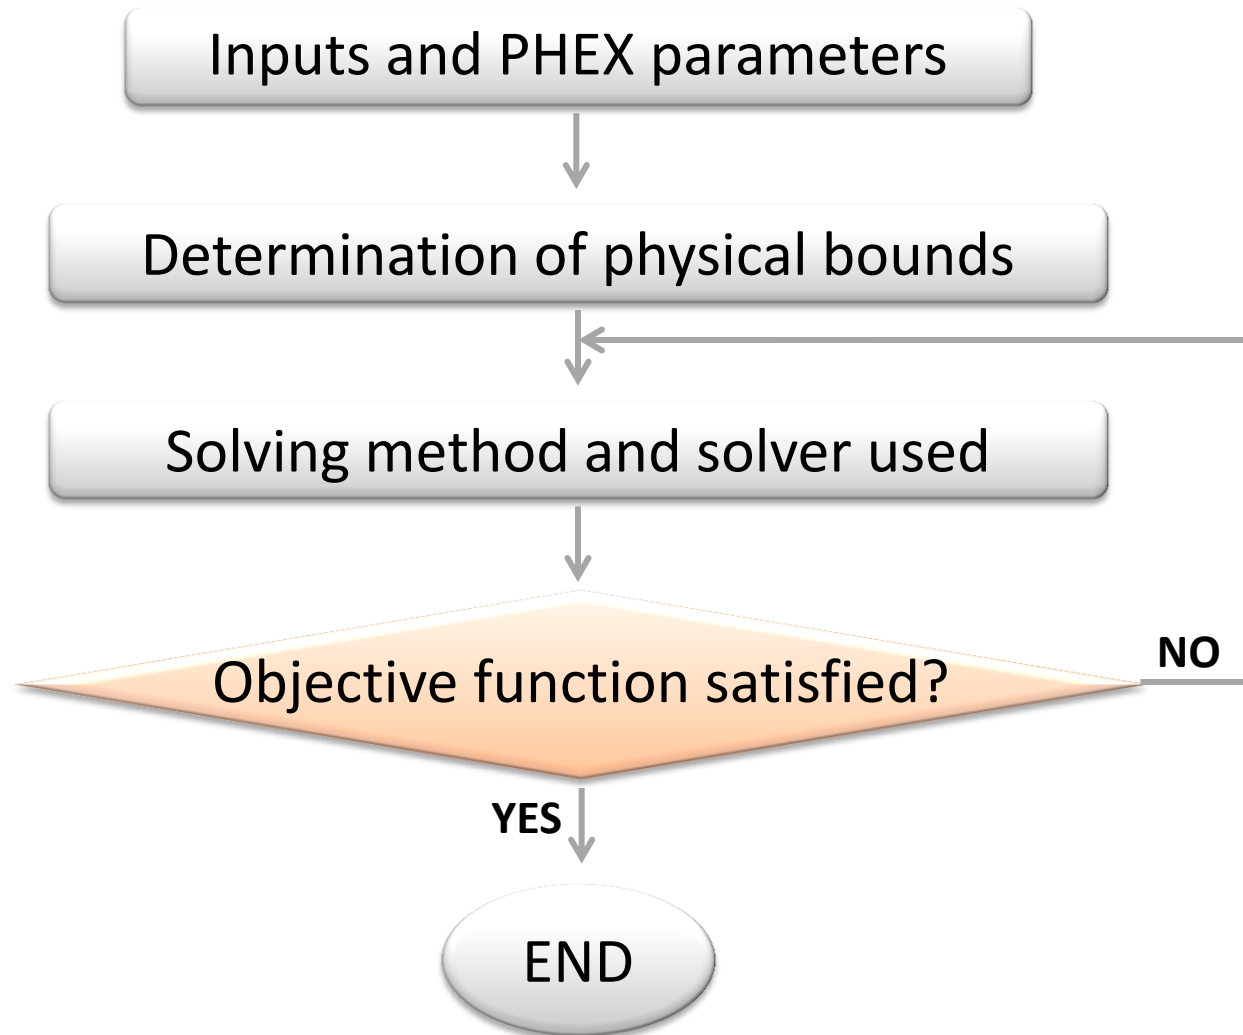 Inputs and PHEX parameters
Determination of physical bounds
Solving method and solver used
Objective function satisfied?
NO
YES
END